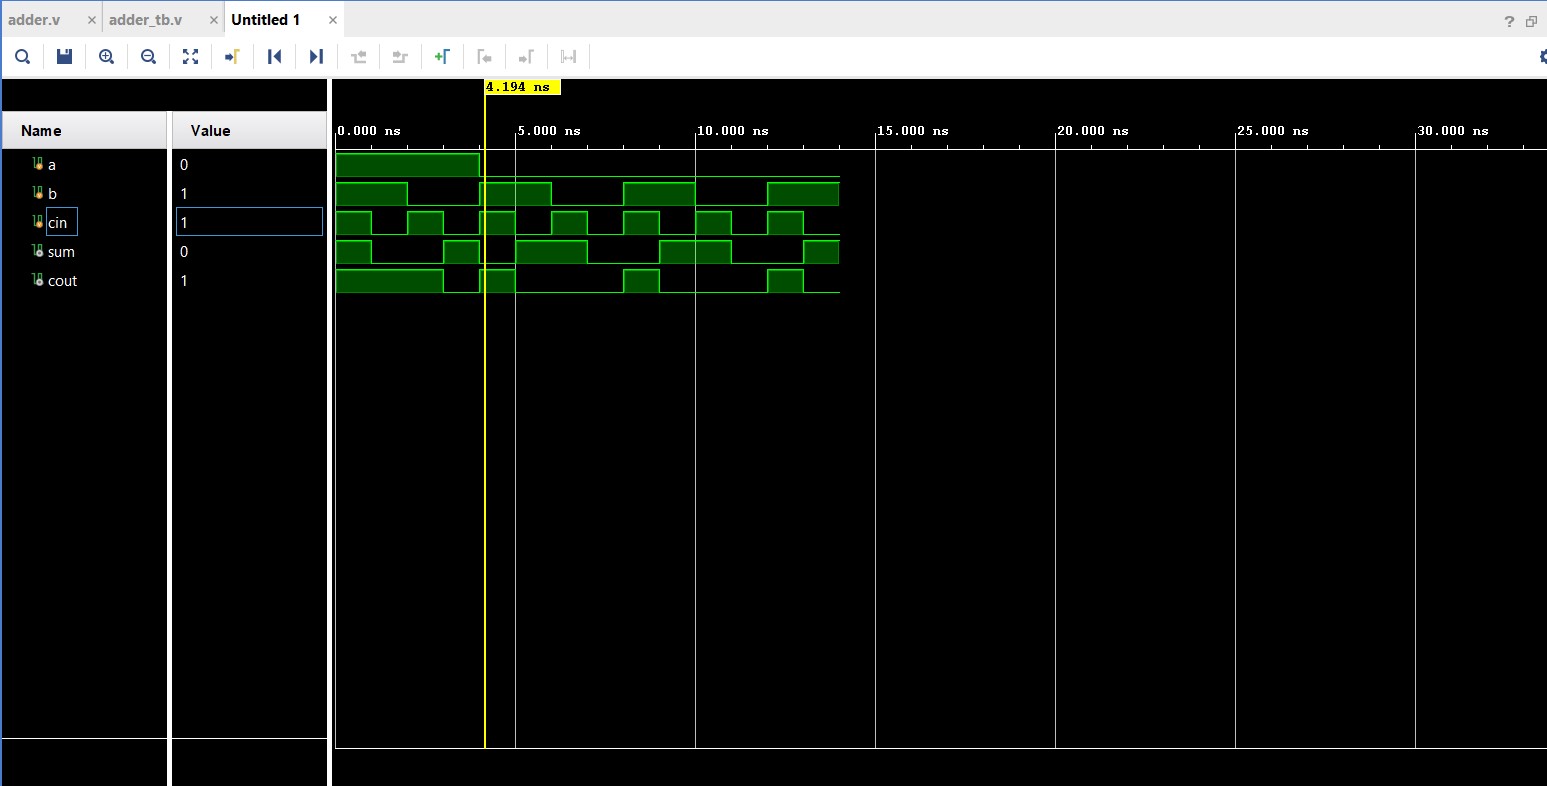 adder.v × adder_tb.v × Untitled 1 × ?
4.194 ns
Name Value 0.000 ns 5.000 ns 10.000 ns 15.000 ns 20.000 ns 25.000 ns 30.000 ns
a 0
b 1
cin 1
sum 0
cout 1